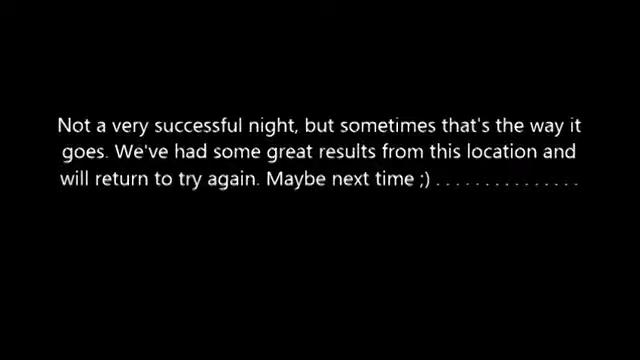 Not a very successful night, but sometimes that's the way it
goes. We've had some great results from this location and
will return to try again. Maybe next time ;) . . . . . . . . . . . . . . .